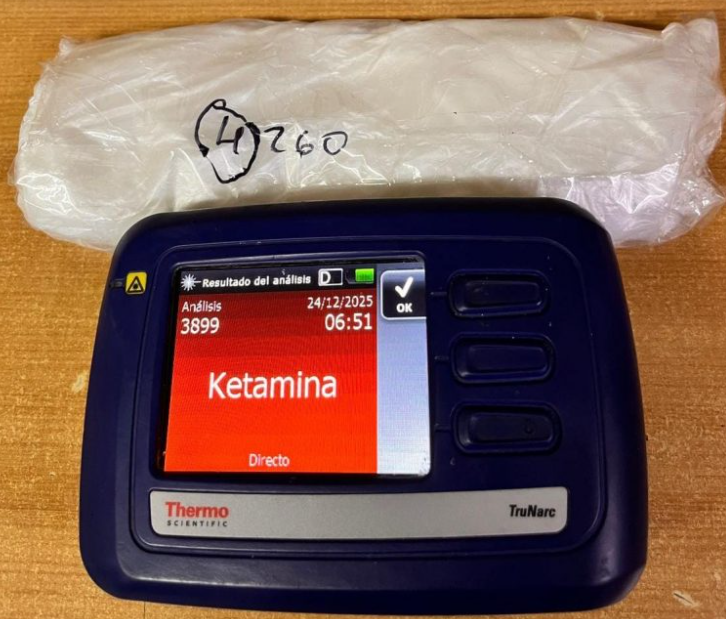 4 260
Resultado del análisis D
Análisis 24/12/2025
3899 06:51
OK
Ketamina
Directo
Thermo
SCIENTIFIC
TruNarc